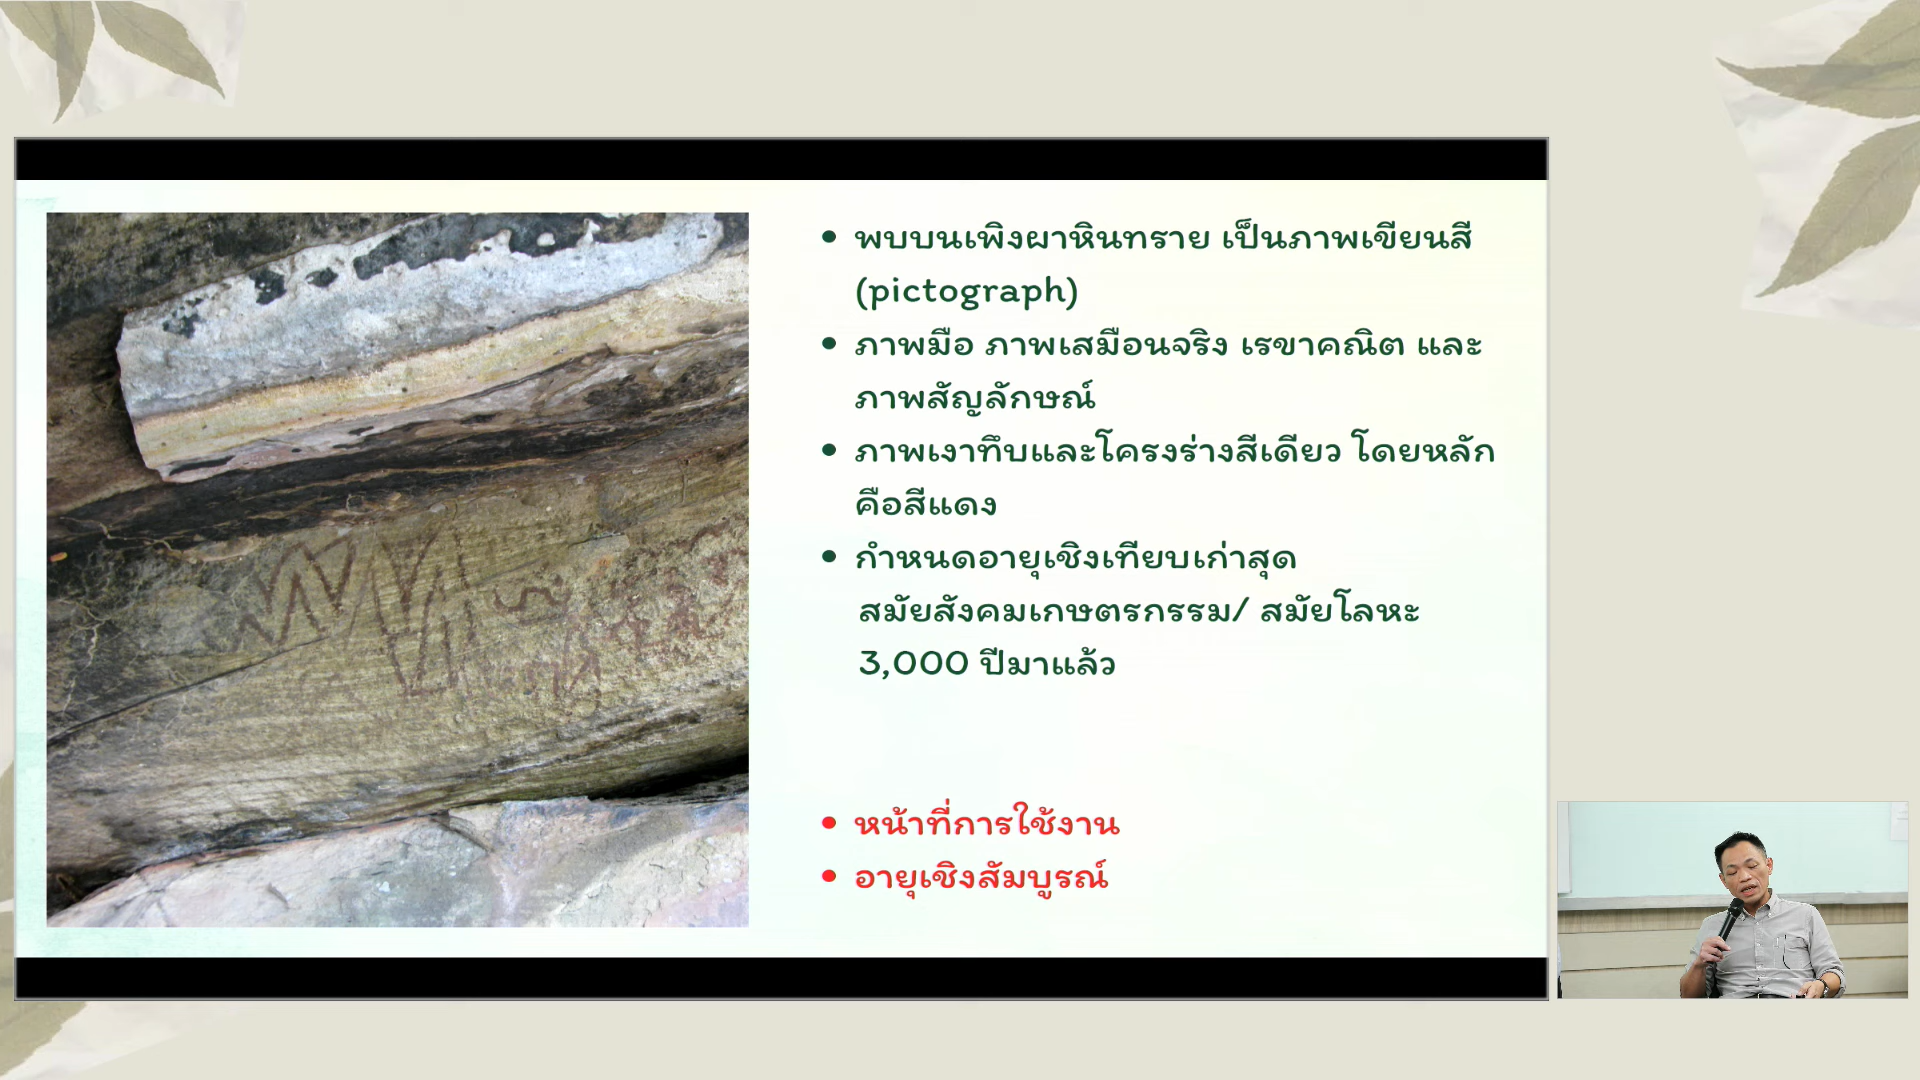 พบบนเพิงผาหินทราย เป็นภาพเขียนสี
(pictograph)
ภาพมือ ภาพเสมือนจริง เรขาคณิต และ
ภาพสัญลักษณ์
ภาพเงาทึบและโครงร่างสีเดียว โดยหลัก
คือสีแดง
กำหนดอายุเชิงเทียบเก่าสุด
สมัยสังคมเกษตรกรรม/ สมัยโลหะ
3,000 ปีมาแล้ว
หน้าที่การใช้งาน
อายุเชิงสัมบูรณ์